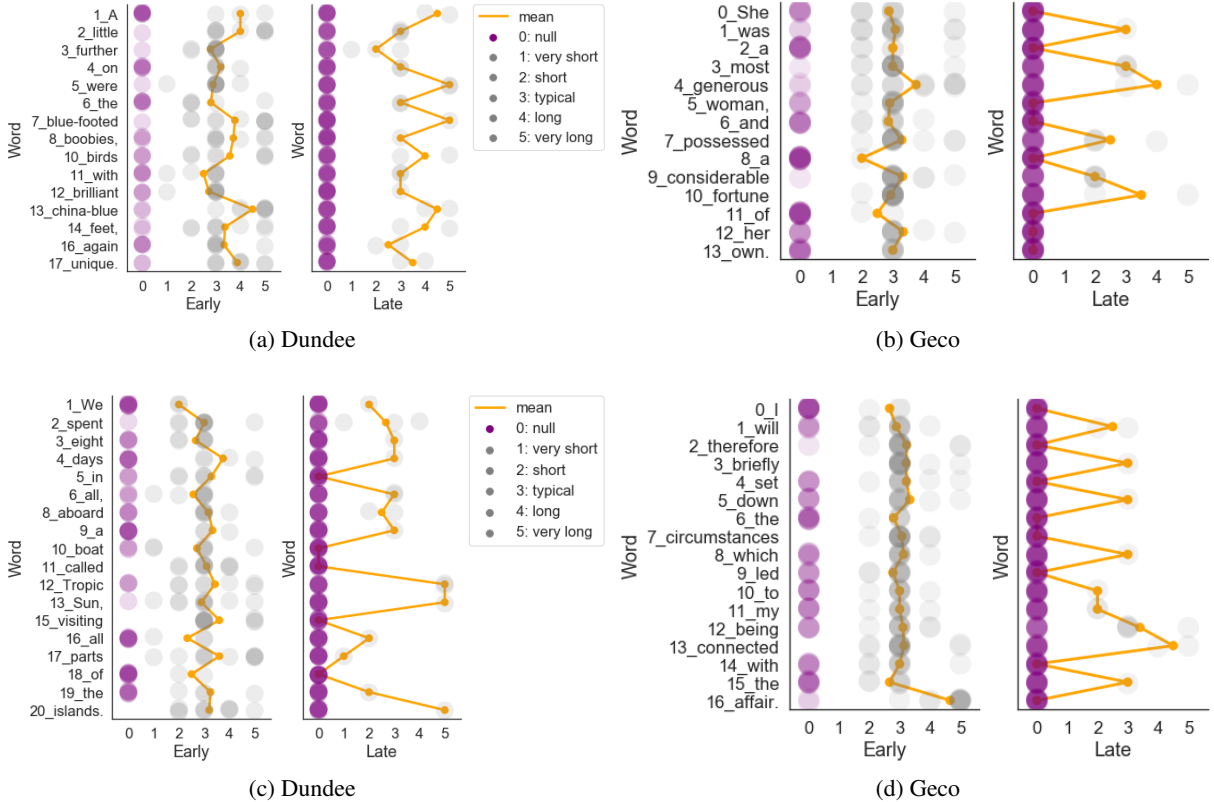 1_A
2_little
3_further
4_on
5_were
6_the
7_blue-footed
8_boobies,
10_birds
11_with
12_brilliant
13_china-blue
14_feet,
16_again
17_unique.
Word
0 1 2 3 4 5
Early
Word
0 1 2 3 4 5
Late
mean
0: null
1: very short
2: short
3: typical
4: long
5: very long
(a) Dundee
0_She
1_was
2_a
3_most
4_generous
5_woman,
6_and
7_possessed
8_a
9_considerable
10_fortune
11_of
12_her
13_own.
Word
0 1 2 3 4 5
Early
Word
0 1 2 3 4 5
Late
(b) Geco
1_We
2_spent
3_eight
4_days
5_in
6_all,
8_aboard
9_a
10_boat
11_called
12_Tropic
13_Sun,
15_visiting
16_all
17_parts
18_of
19_the
20_islands.
Word
0 1 2 3 4 5
Early
Word
0 1 2 3 4 5
Late
mean
0: null
1: very short
2: short
3: typical
4: long
5: very long
(c) Dundee
0_I
1_will
2_therefore
3_briefly
4_set
5_down
6_the
7_circumstances
8_which
9_led
10_to
11_my
12_being
13_connected
14_with
15_the
16_affair.
Word
0 1 2 3 4 5
Early
Word
0 1 2 3 4 5
Late
(d) Geco